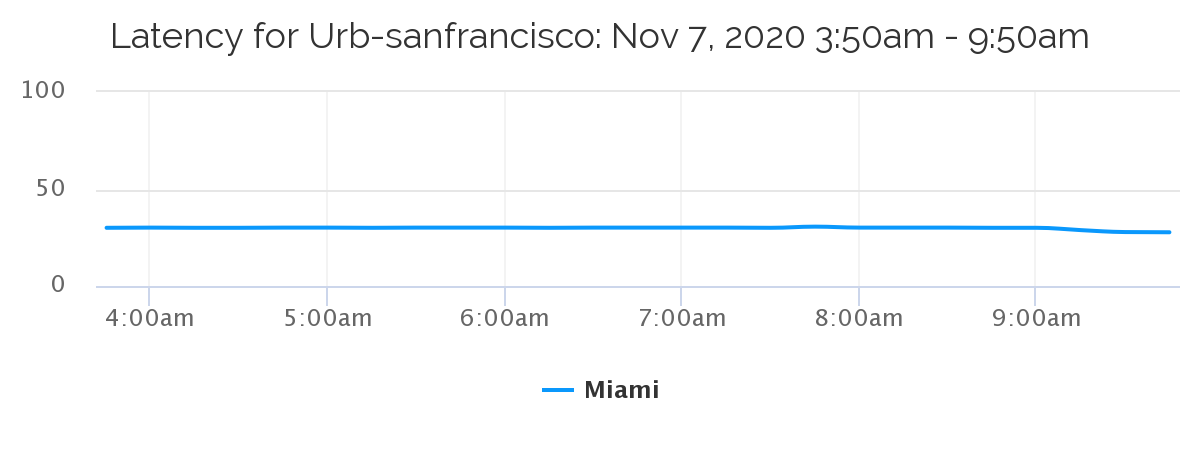 Latency for Urb-sanfrancisco: Nov 7, 2020 3:50am - 9:50am
100
50
0
4:00am 5:00am 6:00am 7:00am 8:00am 9:00am
Miami